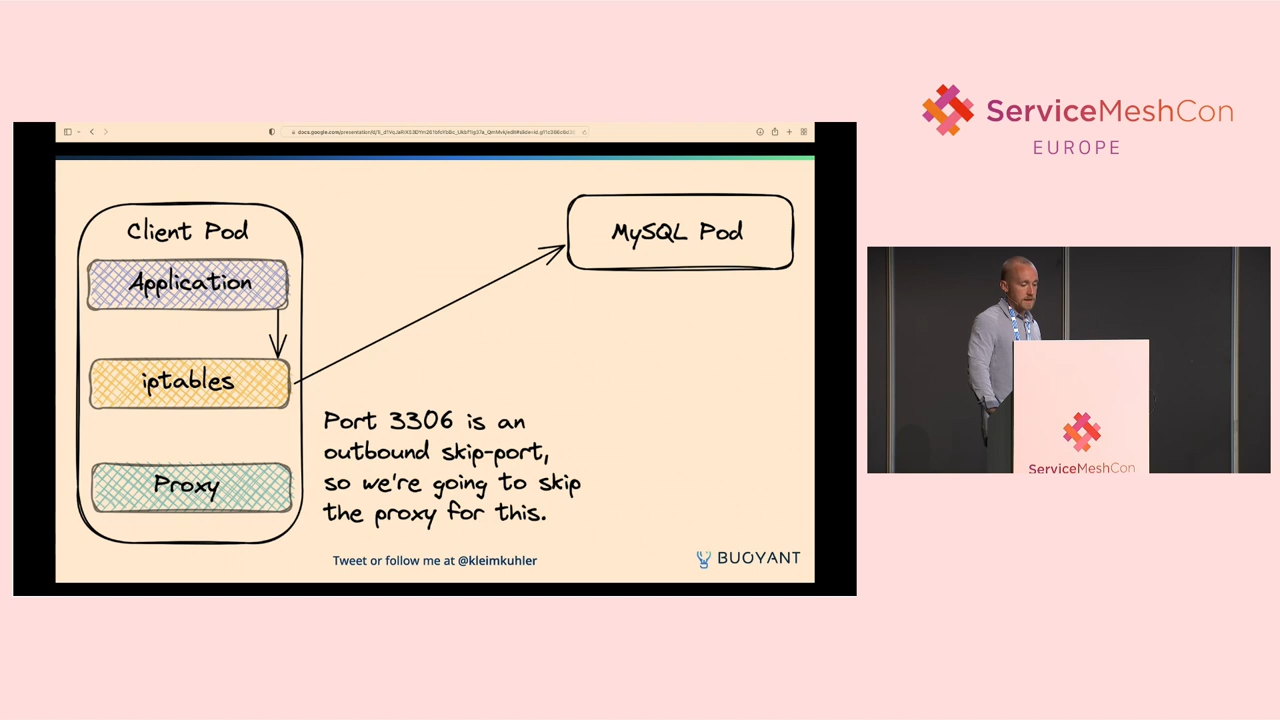 ServiceMeshCon
EUROPE
Client Pod
Application
iptables
Proxy
MySQL Pod
Port 3306 is an
outbound skip-port,
so we're going to skip
the proxy for this.
Tweet or follow me at @kleimkuhler
BUOYANT
ServiceMeshCon